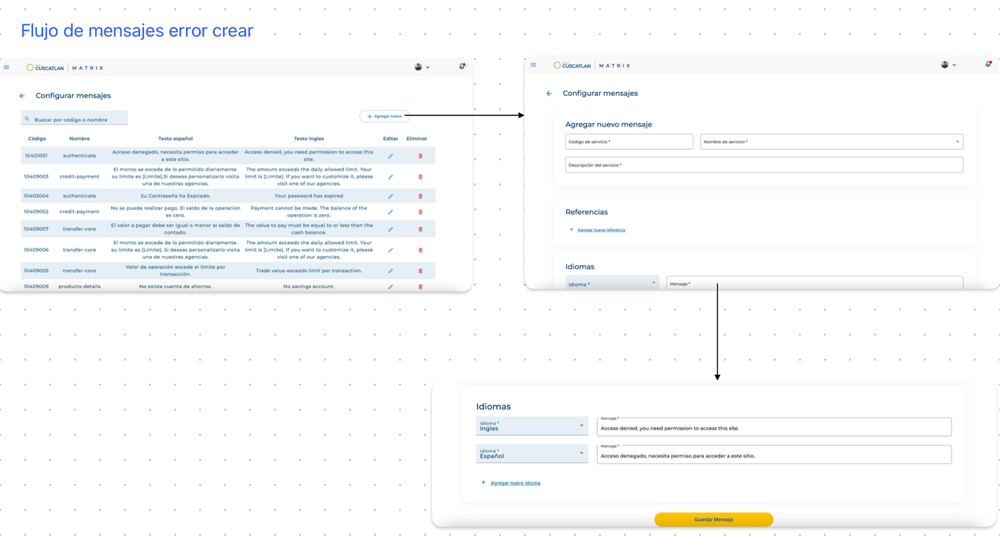 Flujo de mensajes error crear
CUSCATLAN | MATRIX
Configurar mensajes
Buscar por código o nombre
+ Agregar nuevo
Código Nombre Texto español Texto ingles Editar Eliminar
10401001 authenticate Acceso denegado, necesita permiso para acceder Access denied, you need permission to access this
a este sitio. site.
El monto se excede de lo permitido diariamente. The amount exceeds the daily allowed limit. Your
10409003 credit-payment su limite es [Limite],Si deseas personalizarlo visita limit is [Limite]. If you want to customize it, please
una de nuestras agencias. visit one of our agencies.
10403004 authenticate Su Contraseña ha Expirado. Your password has expired
10409002 credit-payment No se puede realizar pago. El saldo de la operacion Payment cannot be made. The balance of the
es cero. operation is zero.
10409007 transfer-core El valor a pagar debe ser igual o menor al saldo de The value to pay must be equal to or less than the
contado. cash balance.
El monto se excede de lo permitido diariamente. The amount exceeds the daily allowed limit. Your
10409006 transfer-core su limite es [Limite]. Si deseas personalizarlo visita limit is [Limite]. If you want to customize it, please
una de nuestras agencias. visit one of our agencies.
10409005 transfer-core Valor de operación excede el límite por Trade value exceeds limit per transaction.
transacción.
10409009 products-details No existe cuenta de ahorros. No savings account.
CUSCATLAN | MATRIX
Configurar mensajes
Agregar nuevo mensaje
Código de servicio * Nombre de servicio *
Descripción del servicio *
Referencias
+ Agregar nueva referencia
Idiomas
Idioma * Mensaje *
Idiomas
Idioma * Mensaje *
Ingles Access denied, you need permission to access this site.
Idioma * Mensaje *
Español Acceso denegado, necesita permiso para acceder a este sitio.
+ Agregar nuevo idioma
Guardar Mensaje